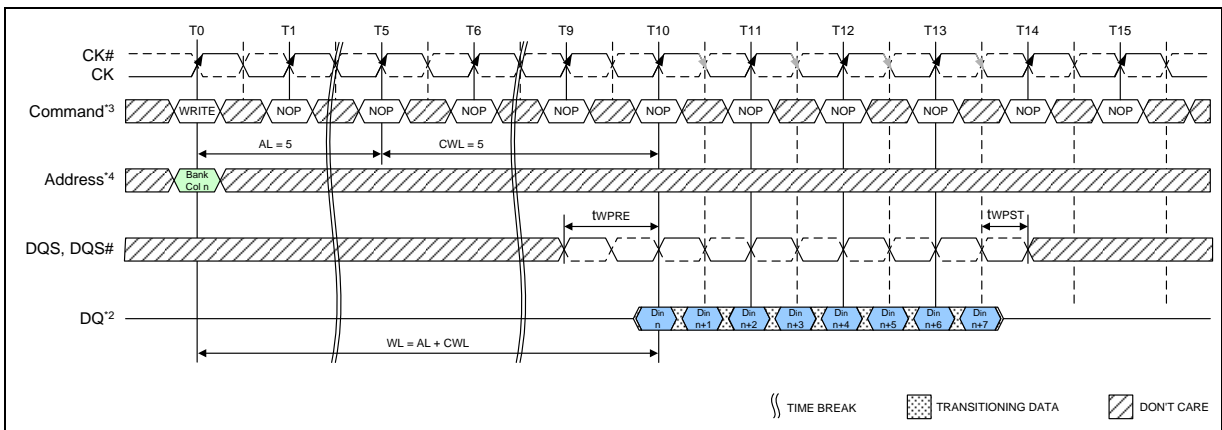 T0 T1 T5 T6 T9 T10 T11 T12 T13 T14 T15
CK#
CK
Command*3 WRITE NOP NOP NOP NOP NOP NOP NOP NOP NOP NOP
AL = 5 CWL = 5
Address*4 Bank
Col n
tWPRE tWPST
DQS, DQS#
DQ*2 Din Din Din Din Din Din Din Din
n n+1 n+2 n+3 n+4 n+5 n+6 n+7
WL = AL + CWL
TIME BREAK TRANSITIONING DATA DON'T CARE